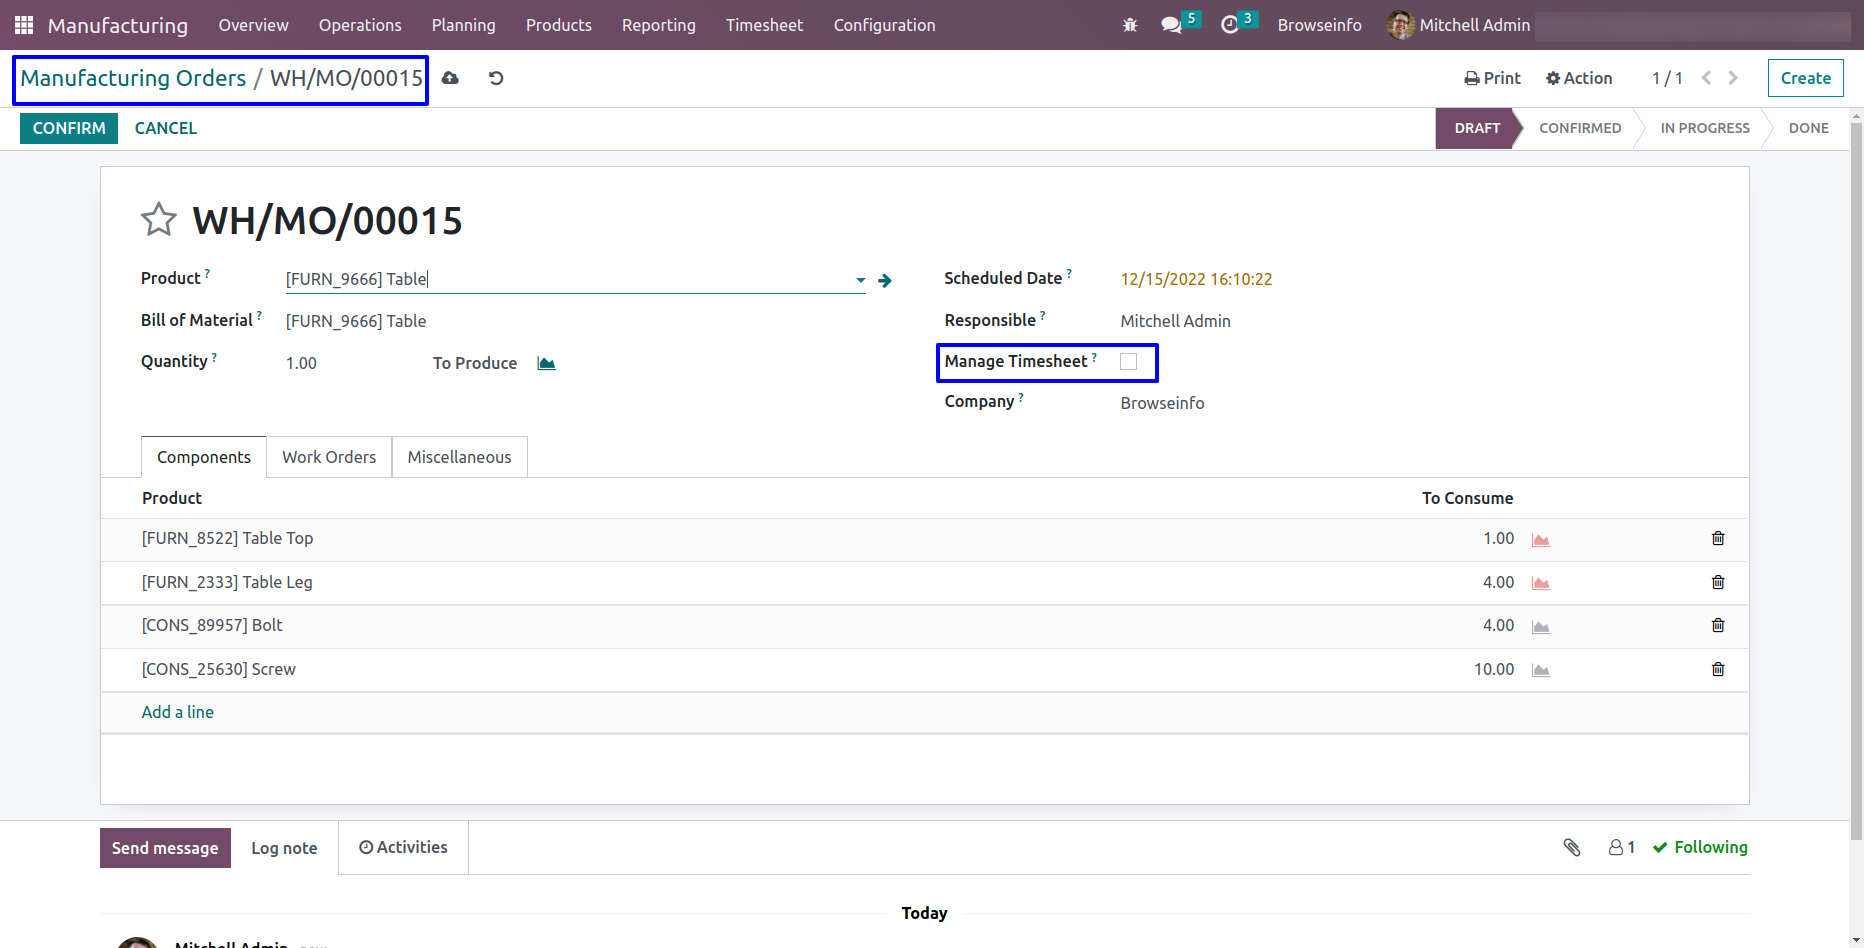 Manufacturing Overview Operations Planning Products Reporting Timesheet Configuration 5 3 Browseinfo Mitchell Admin
Manufacturing Orders / WH/MO/00015 Print Action 1 / 1 Create
CONFIRM CANCEL DRAFT CONFIRMED IN PROGRESS DONE
WH/MO/00015
Product ? [FURN_9666] Table Scheduled Date ? 12/15/2022 16:10:22
Bill of Material ? [FURN_9666] Table Responsible ? Mitchell Admin
Quantity ? 1.00 To Produce Manage Timesheet ?
Company ? Browseinfo
Components Work Orders Miscellaneous
Product To Consume
[FURN_8522] Table Top 1.00
[FURN_2333] Table Leg 4.00
[CONS_89957] Bolt 4.00
[CONS_25630] Screw 10.00
Add a line
Send message Log note Activities 1 Following
Today
Mitchell Admin